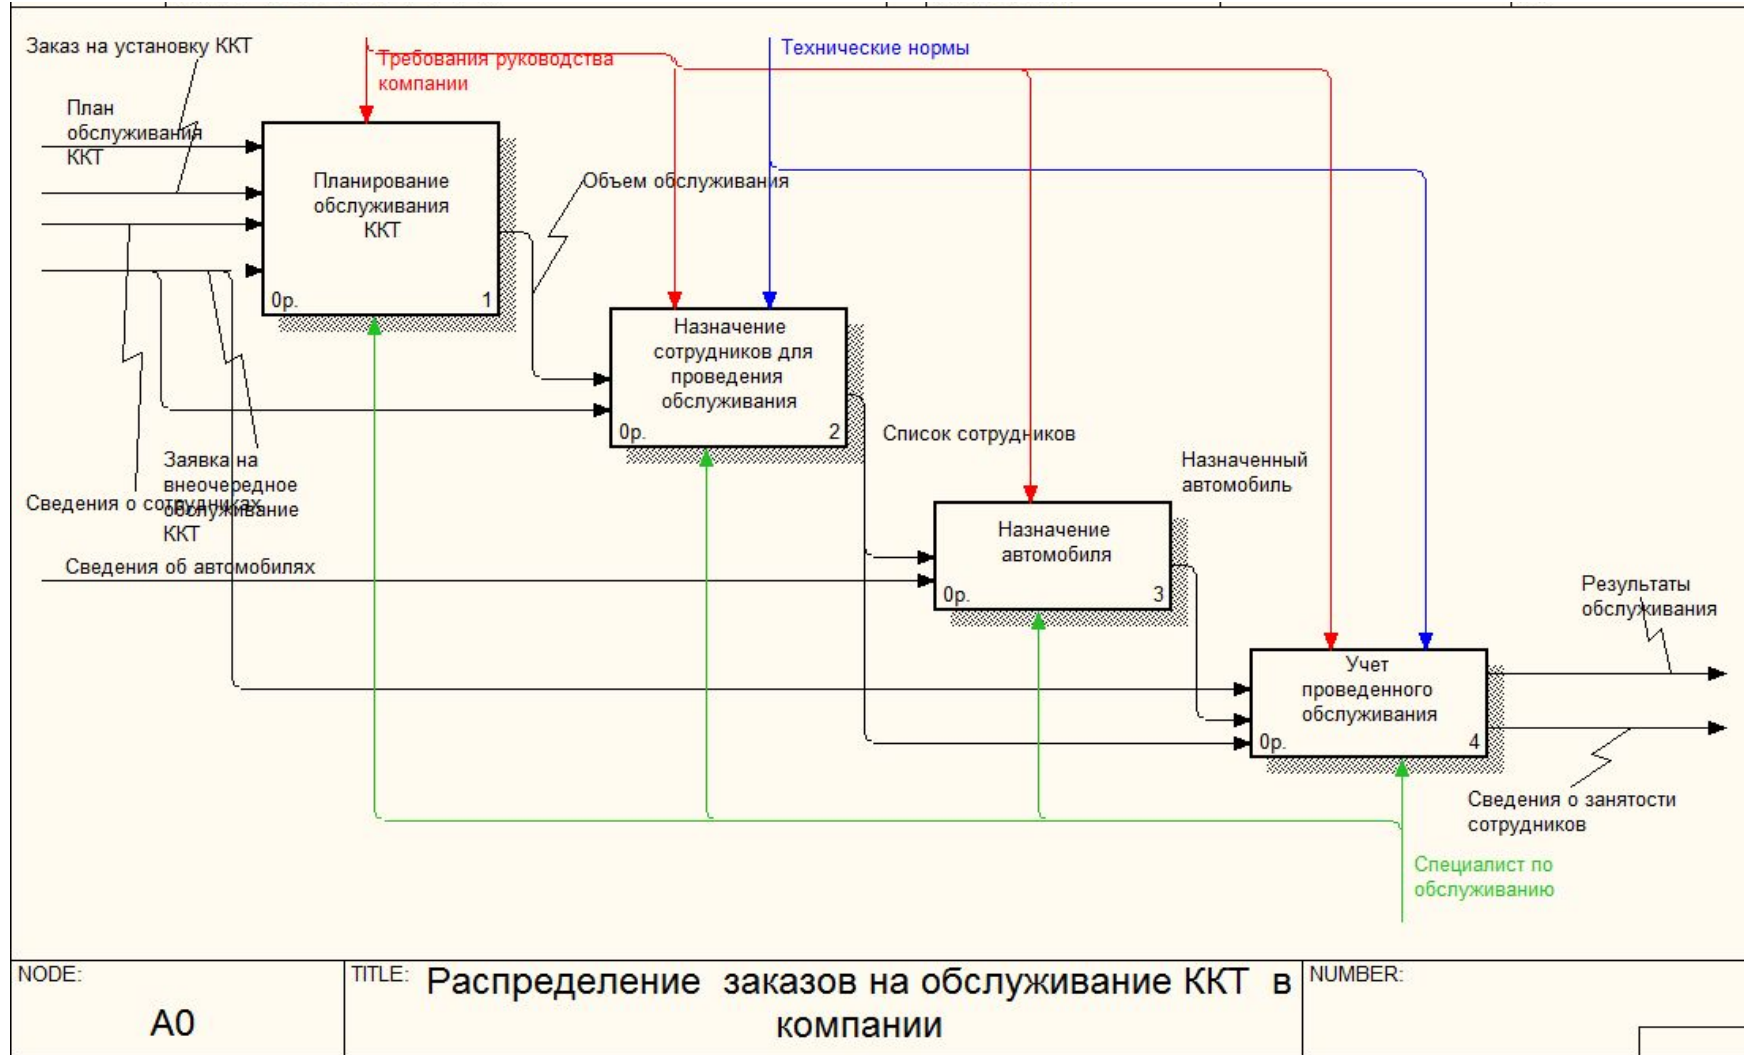 Заказ на установку ККТ
Требования руководства
компании
Технические нормы
План
обслуживания
ККТ
Планирование
обслуживания
ККТ
0р.
1
Объем обслуживания
Назначение
сотрудников для
проведения
обслуживания
0р.
2
Список сотрудников
Заявка на
внеочередное
обслуживание
ККТ
Сведения о сотрудниках
Назначенный
автомобиль
Назначение
автомобиля
0р.
3
Сведения об автомобилях
Результаты
обслуживания
Учет
проведенного
обслуживания
0р.
4
Сведения о занятости
сотрудников
Специалист по
обслуживанию
NODE:
A0
TITLE:
Распределение заказов на обслуживание ККТ в
компании
NUMBER: